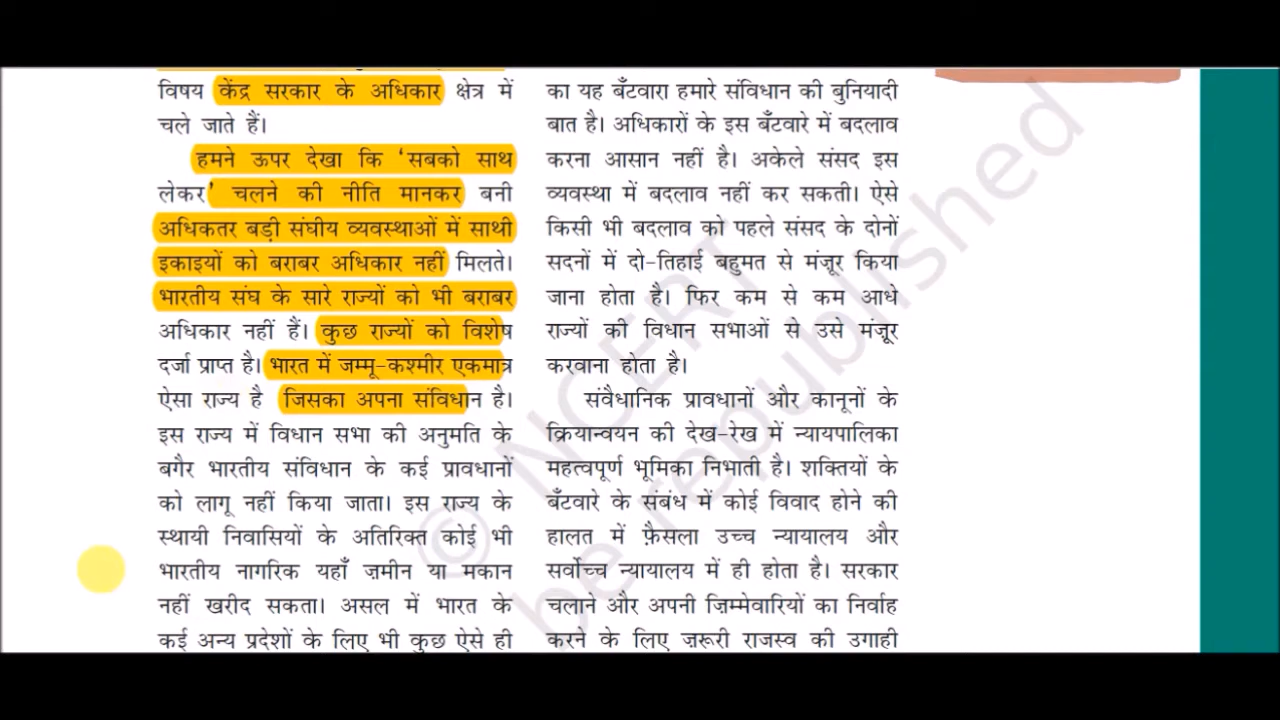 विषय केंद्र सरकार के अधिकार क्षेत्र में
चले जाते हैं।
हमने ऊपर देखा कि 'सबको साथ
लेकर' चलने की नीति मानकर बनी
अधिकतर बड़ी संघीय व्यवस्थाओं में साथी
इकाइयों को बराबर अधिकार नहीं मिलते।
भारतीय संघ के सारे राज्यों को भी बराबर
अधिकार नहीं हैं। कुछ राज्यों को विशेष
दर्जा प्राप्त है। भारत में जम्मू-कश्मीर एकमात्र
ऐसा राज्य है जिसका अपना संविधान है।
इस राज्य में विधान सभा की अनुमति के
बगैर भारतीय संविधान के कई प्रावधानों
को लागू नहीं किया जाता। इस राज्य के
स्थायी निवासियों के अतिरिक्त कोई भी
भारतीय नागरिक यहाँ ज़मीन या मकान
नहीं खरीद सकता। असल में भारत के
कई अन्य प्रदेशों के लिए भी कुछ ऐसे ही
का यह बँटवारा हमारे संविधान की बुनियादी
बात है। अधिकारों के इस बँटवारे में बदलाव
करना आसान नहीं है। अकेले संसद इस
व्यवस्था में बदलाव नहीं कर सकती। ऐसे
किसी भी बदलाव को पहले संसद के दोनों
सदनों में दो-तिहाई बहुमत से मंज़ूर किया
जाना होता है। फिर कम से कम आधे
राज्यों की विधान सभाओं से उसे मंज़ूर
करवाना होता है।
संवैधानिक प्रावधानों और कानूनों के
क्रियान्वयन की देख-रेख में न्यायपालिका
महत्वपूर्ण भूमिका निभाती है। शक्तियों के
बँटवारे के संबंध में कोई विवाद होने की
हालत में फ़ैसला उच्च न्यायालय और
सर्वोच्च न्यायालय में ही होता है। सरकार
चलाने और अपनी ज़िम्मेवारियों का निर्वाह
करने के लिए ज़रूरी राजस्व की उगाही
© NCERT
be republished